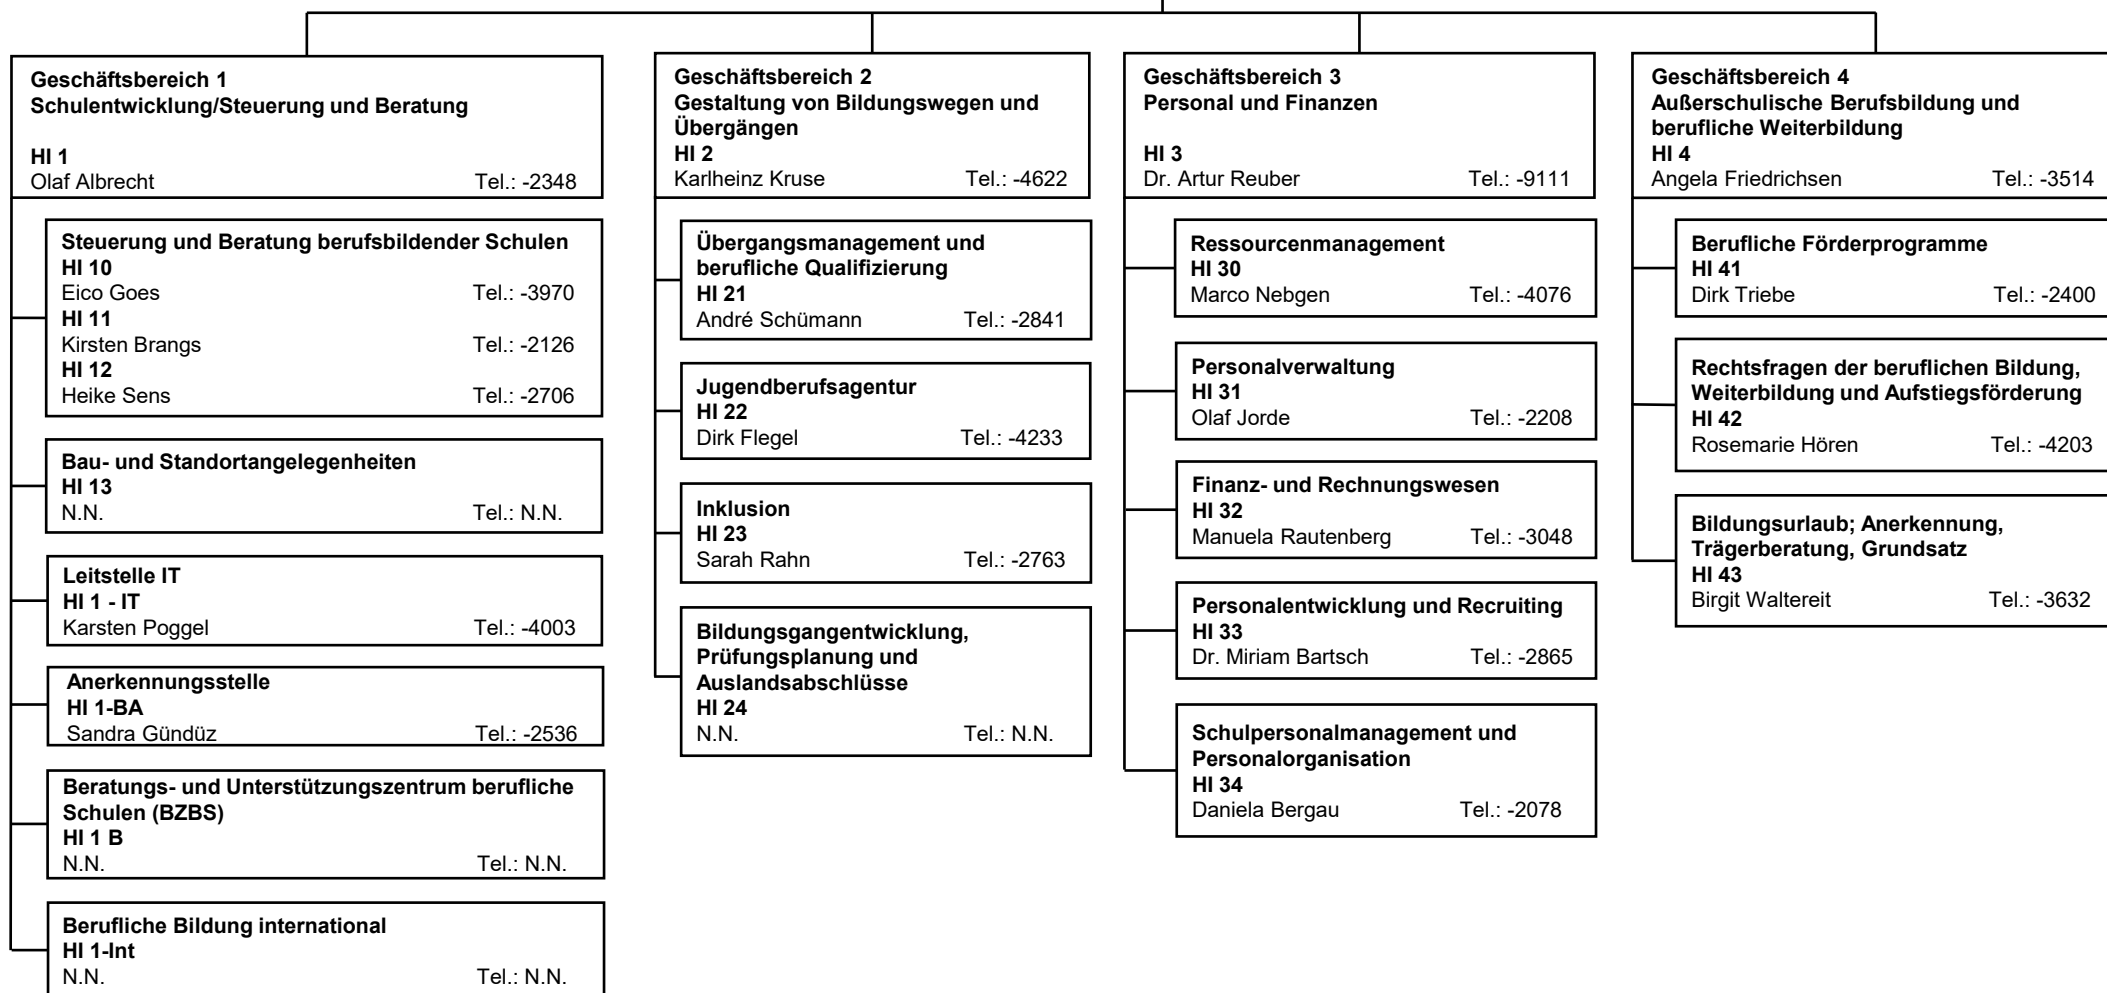 Geschäftsbereich 1
Schulentwicklung/Steuerung und Beratung
HI 1
Olaf Albrecht Tel.: -2348
Steuerung und Beratung berufsbildender Schulen
HI 10
Eico Goes Tel.: -3970
HI 11
Kirsten Brangs Tel.: -2126
HI 12
Heike Sens Tel.: -2706
Bau- und Standortangelegenheiten
HI 13
N.N. Tel.: N.N.
Leitstelle IT
HI 1 - IT
Karsten Poggel Tel.: -4003
Anerkennungsstelle
HI 1-BA
Sandra Gündüz Tel.: -2536
Beratungs- und Unterstützungszentrum berufliche
Schulen (BZBS)
HI 1 B
N.N. Tel.: N.N.
Berufliche Bildung international
HI 1-Int
N.N. Tel.: N.N.
Geschäftsbereich 2
Gestaltung von Bildungswegen und
Übergängen
HI 2
Karlheinz Kruse Tel.: -4622
Übergangsmanagement und
berufliche Qualifizierung
HI 21
André Schümann Tel.: -2841
Jugendberufsagentur
HI 22
Dirk Flegel Tel.: -4233
Inklusion
HI 23
Sarah Rahn Tel.: -2763
Bildungsgangentwicklung,
Prüfungsplanung und
Auslandsabschlüsse
HI 24
N.N. Tel.: N.N.
Geschäftsbereich 3
Personal und Finanzen
HI 3
Dr. Artur Reuber Tel.: -9111
Ressourcenmanagement
HI 30
Marco Nebgen Tel.: -4076
Personalverwaltung
HI 31
Olaf Jorde Tel.: -2208
Finanz- und Rechnungswesen
HI 32
Manuela Rautenberg Tel.: -3048
Personalentwicklung und Recruiting
HI 33
Dr. Miriam Bartsch Tel.: -2865
Schulpersonalmanagement und
Personalorganisation
HI 34
Daniela Bergau Tel.: -2078
Geschäftsbereich 4
Außerschulische Berufsbildung und
berufliche Weiterbildung
HI 4
Angela Friedrichsen Tel.: -3514
Berufliche Förderprogramme
HI 41
Dirk Triebe Tel.: -2400
Rechtsfragen der beruflichen Bildung,
Weiterbildung und Aufstiegsförderung
HI 42
Rosemarie Hören Tel.: -4203
Bildungsurlaub; Anerkennung,
Trägerberatung, Grundsatz
HI 43
Birgit Waltereit Tel.: -3632